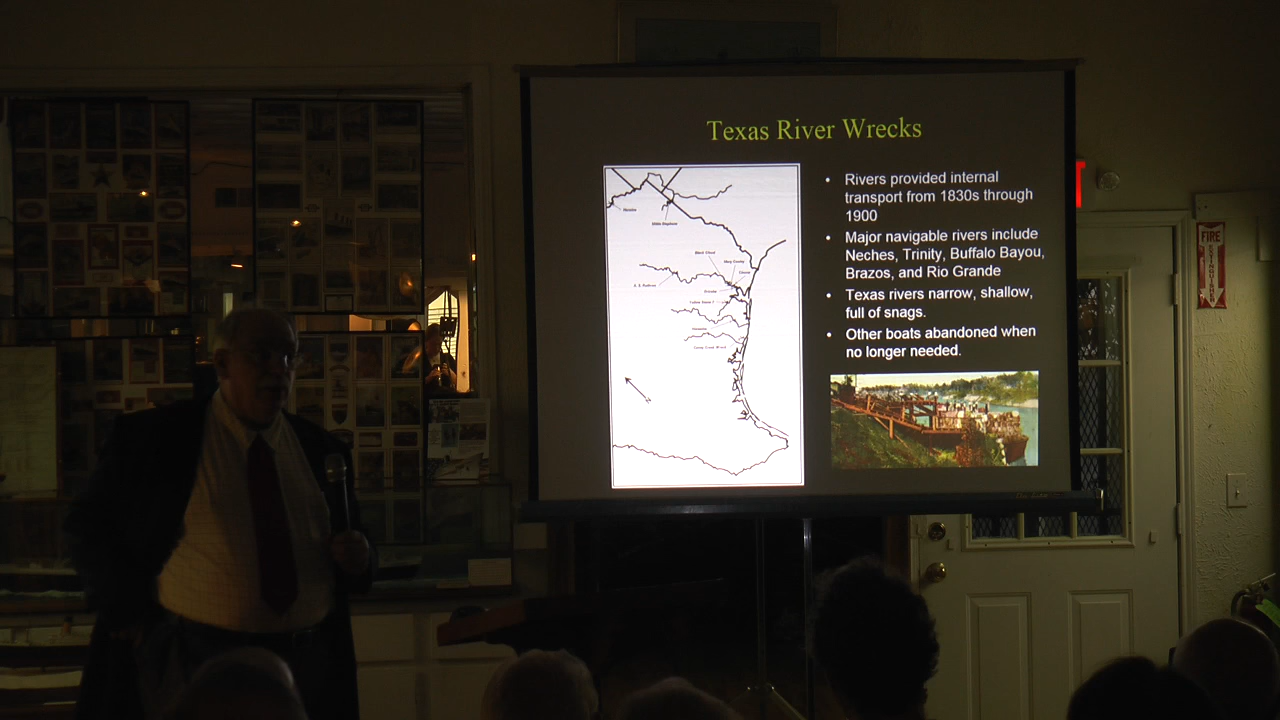 Texas River Wrecks
• Rivers provided internal
transport from 1830s through
1900
• Major navigable rivers include
Neches, Trinity, Buffalo Bayou,
Brazos, and Rio Grande
• Texas rivers narrow, shallow,
full of snags.
• Other boats abandoned when
no longer needed.
FIRE
EXTINGUISHER